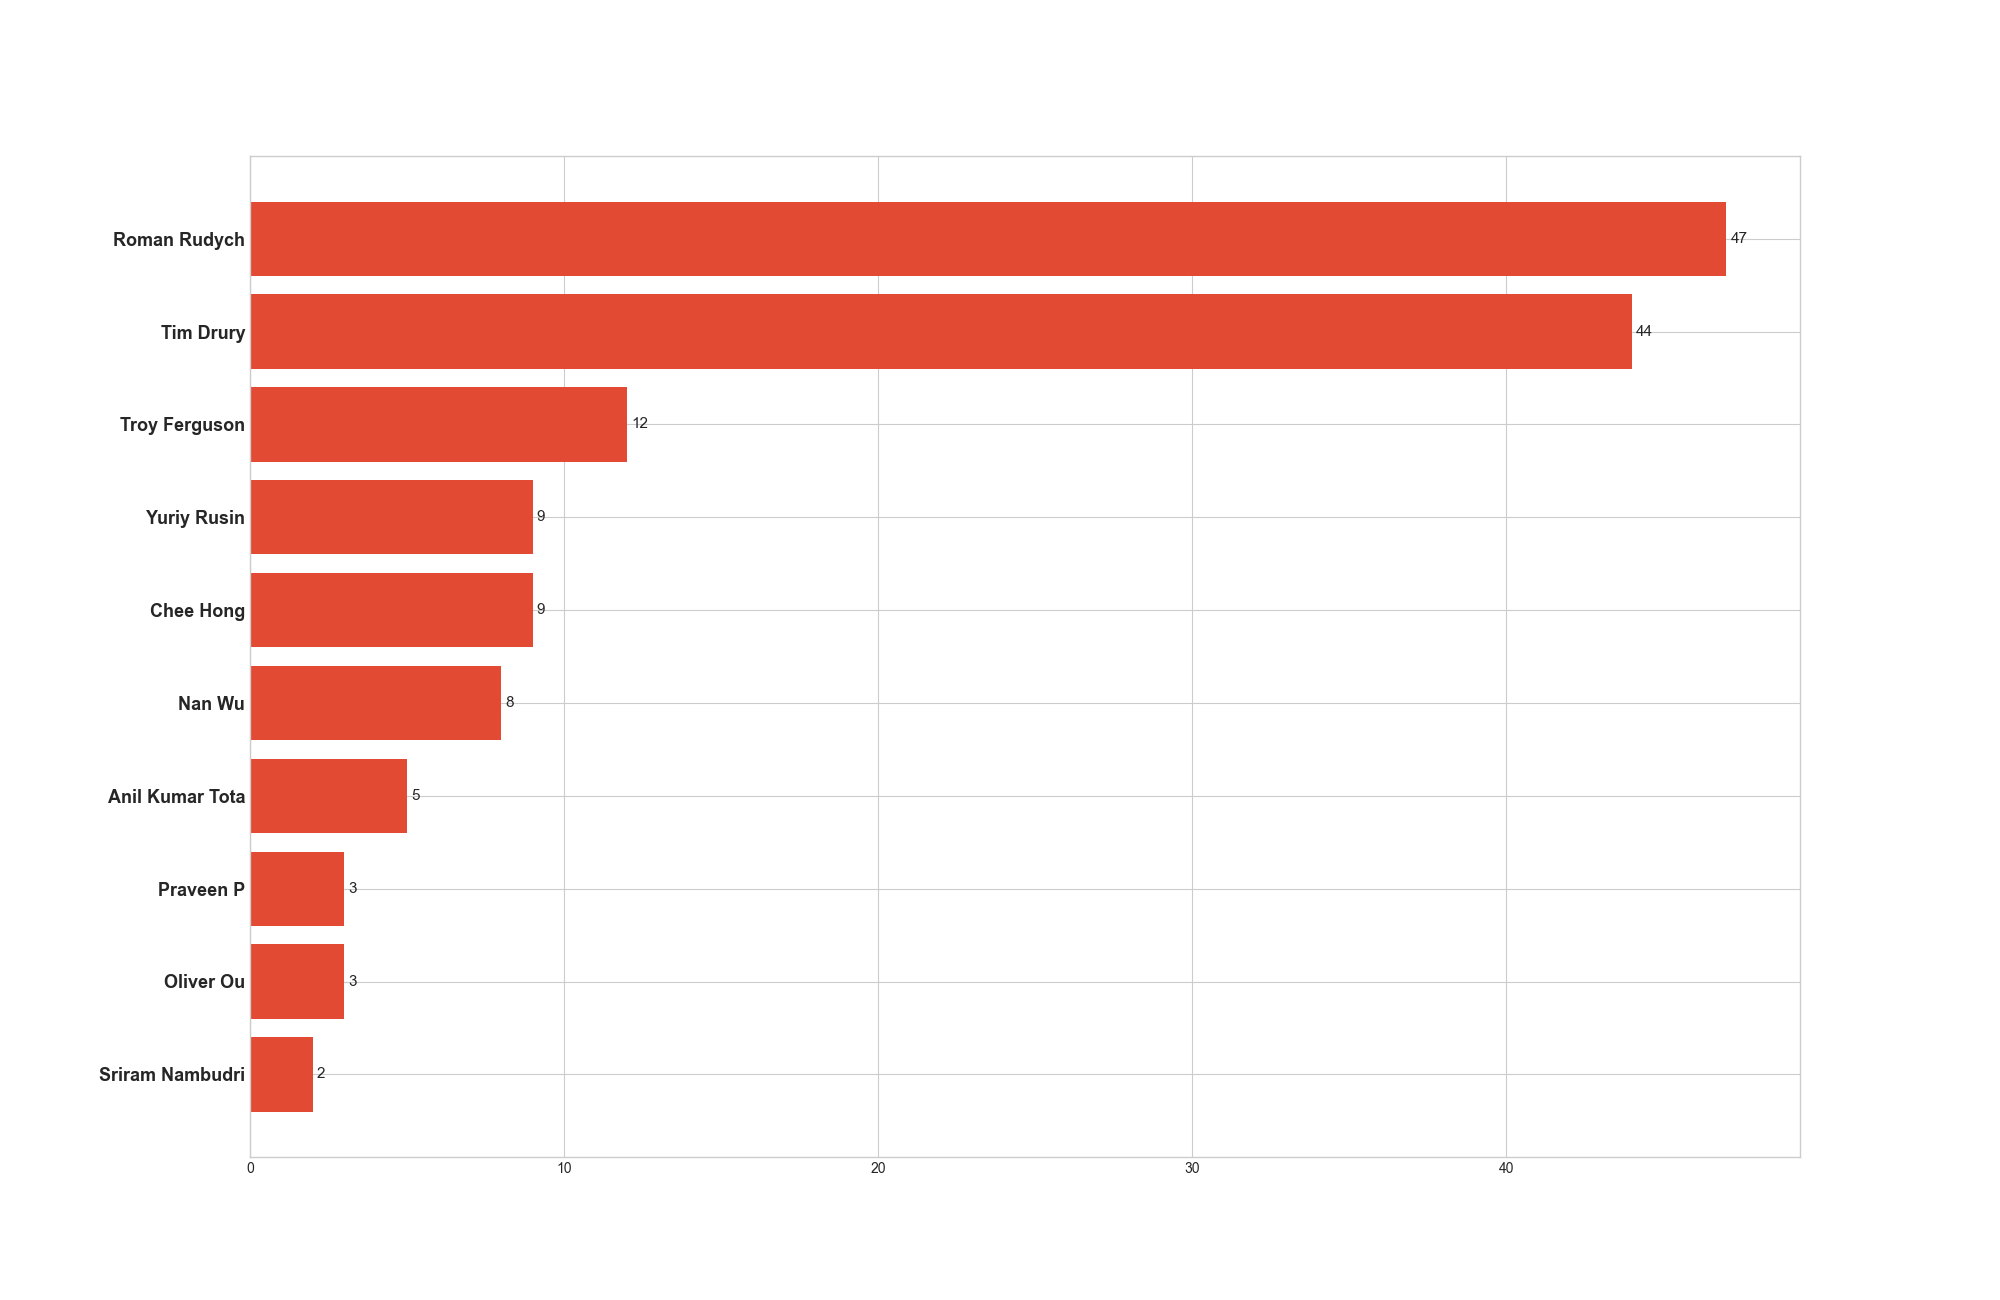 Roman Rudych 47
Tim Drury 44
Troy Ferguson 12
Yuriy Rusin 9
Chee Hong 9
Nan Wu 8
Anil Kumar Tota 5
Praveen P 3
Oliver Ou 3
Sriram Nambudri 2
0 10 20 30 40